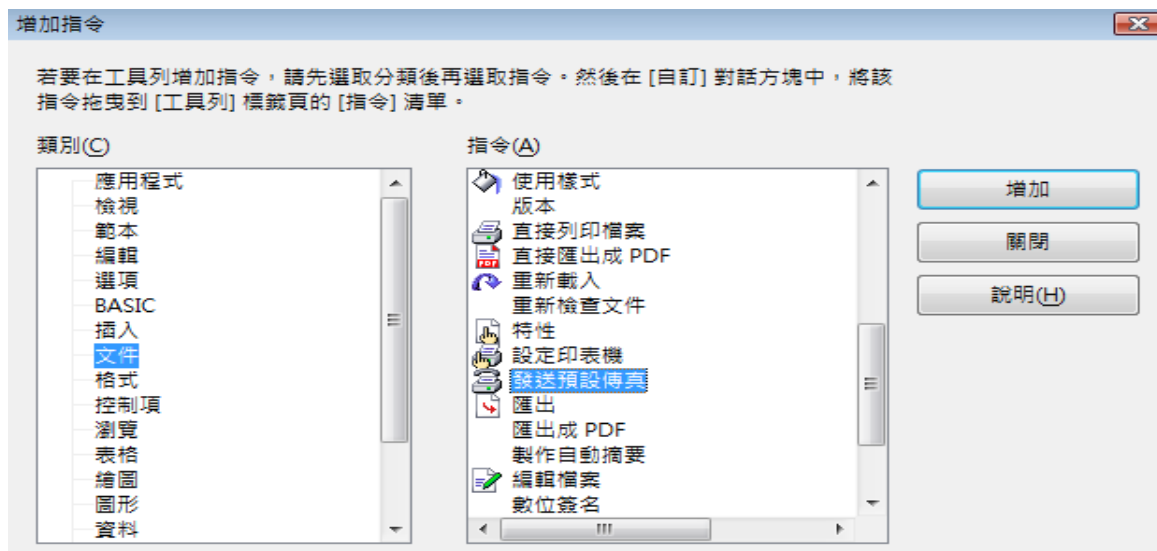 增加指令
若要在工具列增加指令，請先選取分類後再選取指令。然後在 [自訂] 對話方塊中，將該
指令拖曳到 [工具列] 標籤頁的 [指令] 清單。
類別(C)
應用程式
檢視
範本
編輯
選項
BASIC
插入
文件
格式
控制項
瀏覽
表格
繪圖
圖形
資料
指令(A)
使用樣式
版本
直接列印檔案
直接匯出成 PDF
重新載入
重新檢查文件
特性
設定印表機
發送預設傳真
匯出
匯出成 PDF
製作自動摘要
編輯檔案
數位簽名
增加
關閉
說明(H)